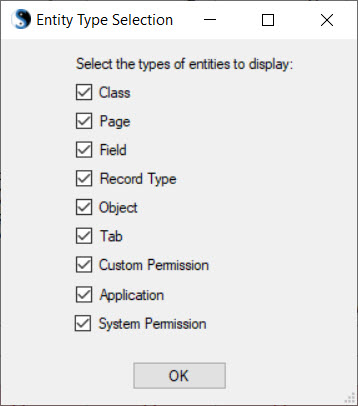 Entity Type Selection
Select the types of entities to display:
Class
Page
Field
Record Type
Object
Tab
Custom Permission
Application
System Permission
OK